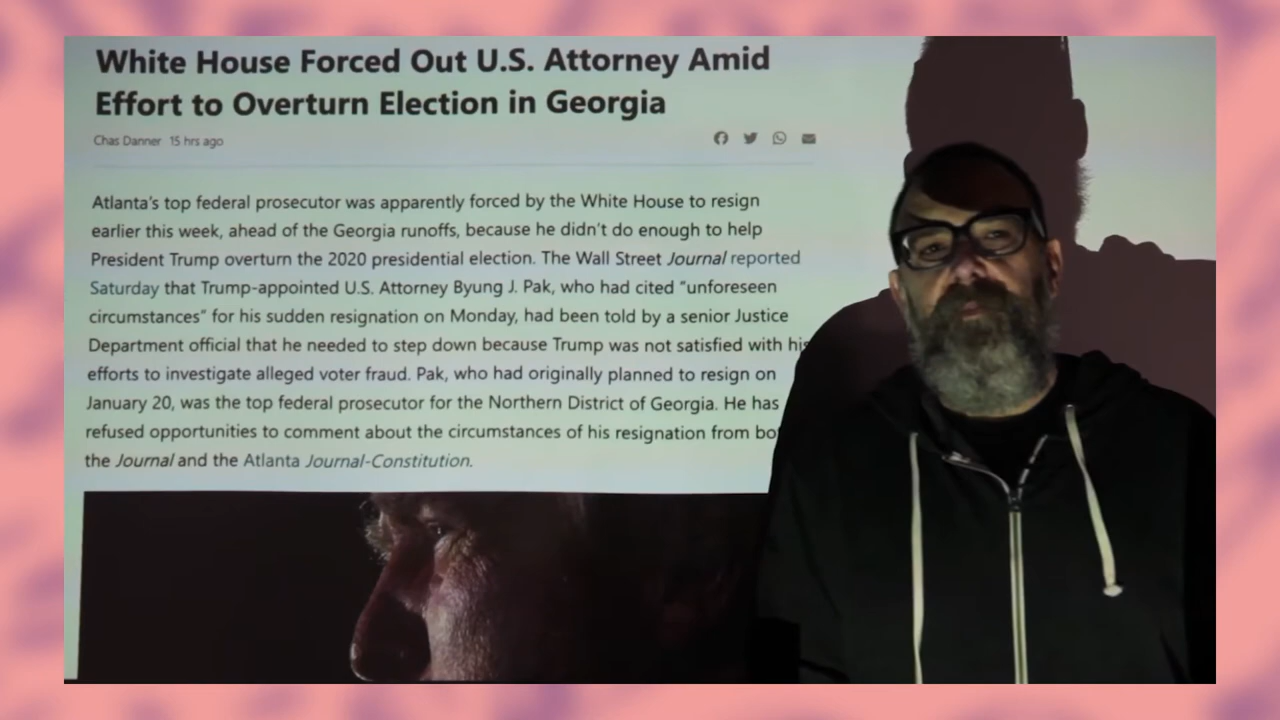 White House Forced Out U.S. Attorney Amid
Effort to Overturn Election in Georgia
Chas Danner 15 hrs ago
Atlanta's top federal prosecutor was apparently forced by the White House to resign
earlier this week, ahead of the Georgia runoffs, because he didn't do enough to help
President Trump overturn the 2020 presidential election. The Wall Street Journal reported
Saturday that Trump-appointed U.S. Attorney Byung J. Pak, who had cited "unforeseen
circumstances" for his sudden resignation on Monday, had been told by a senior Justice
Department official that he needed to step down because Trump was not satisfied with his
efforts to investigate alleged voter fraud. Pak, who had originally planned to resign on
January 20, was the top federal prosecutor for the Northern District of Georgia. He has
refused opportunities to comment about the circumstances of his resignation from
the Journal and the Atlanta Journal-Constitution.